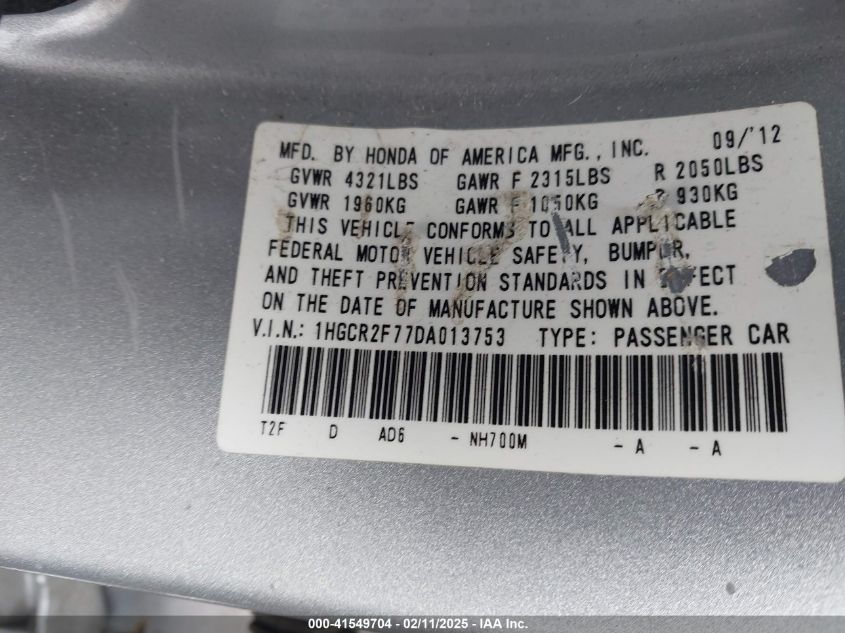 MFD. BY HONDA OF AMERICA MFG., INC. 09/'12
GVWR 4321LBS GAWR F 2315LBS R 2050LBS
GVWR 1960KG GAWR F 1050KG R 930KG
THIS VEHICLE CONFORMS TO ALL APPLICABLE
FEDERAL MOTOR VEHICLE SAFETY, BUMPER,
AND THEFT PREVENTION STANDARDS IN EFFECT
ON THE DATE OF MANUFACTURE SHOWN ABOVE.
V.I.N.: 1HGCR2F77DA013753 TYPE: PASSENGER CAR
T2F D AD6 - NH700M - A - A
000-41549704 - 02/11/2025 - © IAA Holdings, LLC.